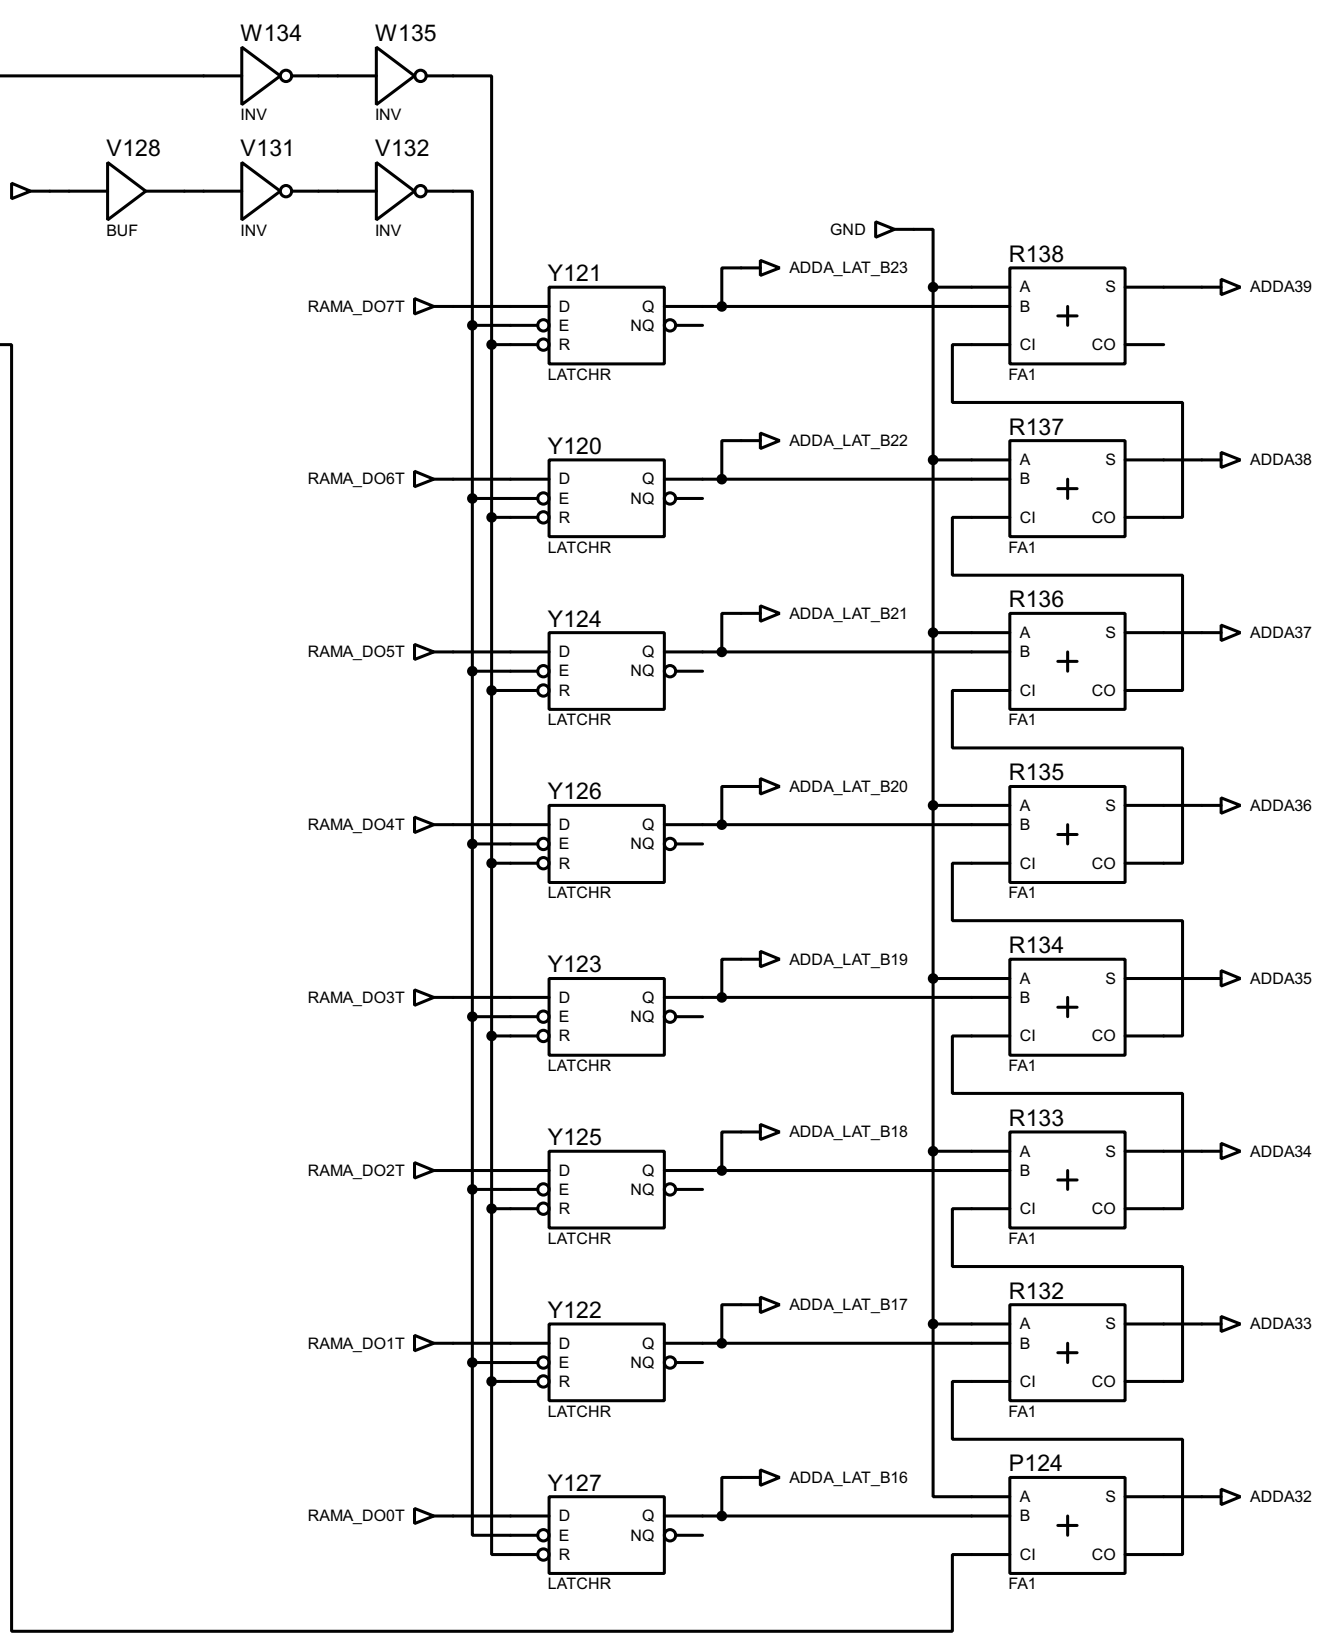 W134 W135
INV INV
V128 V131 V132
BUF INV INV
GND
R138
Y121 ADDA_LAT_B23
A S ADDA39
RAMA_DO7T D Q B
E NQ
R CI CO
LATCHR FA1
R137
Y120 ADDA_LAT_B22
A S ADDA38
RAMA_DO6T D Q B
E NQ
R CI CO
LATCHR FA1
R136
Y124 ADDA_LAT_B21
A S ADDA37
RAMA_DO5T D Q B
E NQ
R CI CO
LATCHR FA1
R135
Y126 ADDA_LAT_B20
A S ADDA36
RAMA_DO4T D Q B
E NQ
R CI CO
LATCHR FA1
R134
Y123 ADDA_LAT_B19
A S ADDA35
RAMA_DO3T D Q B
E NQ
R CI CO
LATCHR FA1
R133
Y125 ADDA_LAT_B18
A S ADDA34
RAMA_DO2T D Q B
E NQ
R CI CO
LATCHR FA1
R132
Y122 ADDA_LAT_B17
A S ADDA33
RAMA_DO1T D Q B
E NQ
R CI CO
LATCHR FA1
P124
Y127 ADDA_LAT_B16
A S ADDA32
RAMA_DO0T D Q B
E NQ
R CI CO
LATCHR FA1